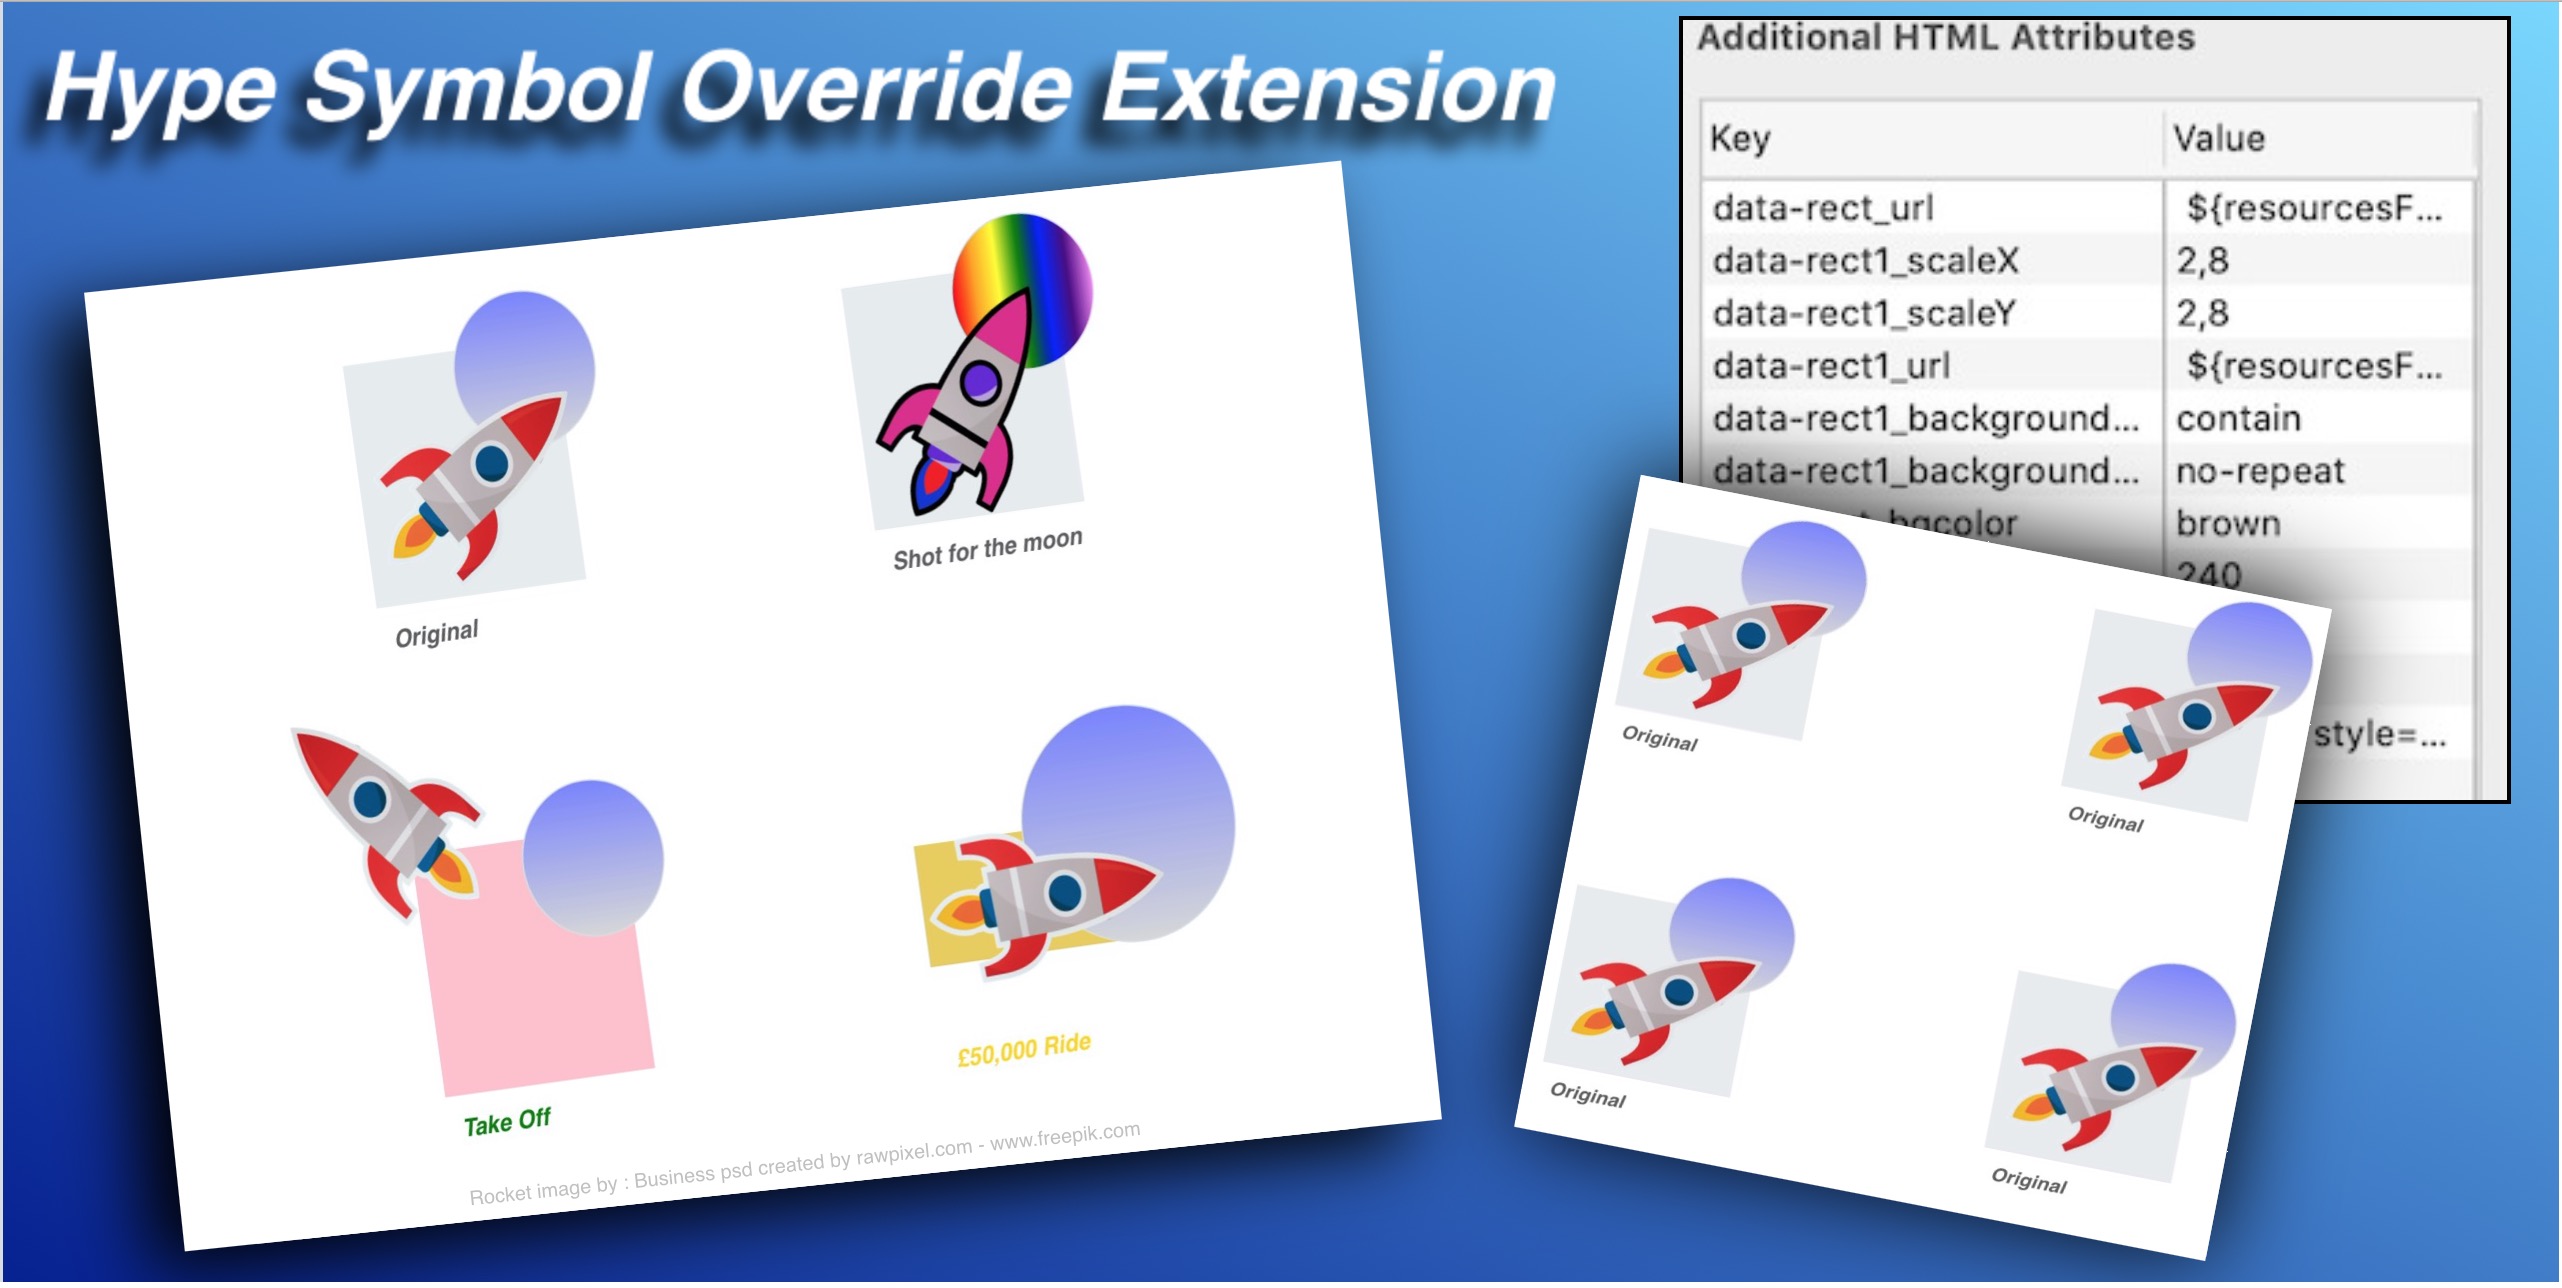 Hype Symbol Override Extension
Original
Shot for the moon
Take Off
£50,000 Ride
Rocket image by : Business psd created by rawpixel.com - www.freepik.com
Additional HTML Attributes
Key Value
data-rect_url ${resourcesF...
data-rect1_scaleX 2,8
data-rect1_scaleY 2,8
data-rect1_url ${resourcesF...
data-rect1_background... contain
data-rect1_background... no-repeat
bgcolor brown
240
style=...
Original
Original
Original
Original